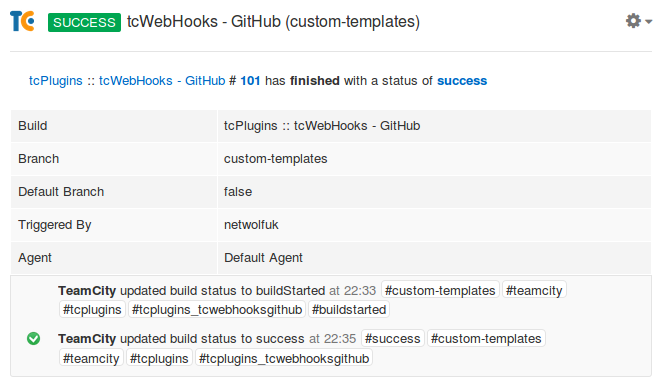 TC SUCCESS tcWebHooks - GitHub (custom-templates)
tcPlugins :: tcWebHooks - GitHub # 101 has finished with a status of success
Build tcPlugins :: tcWebHooks - GitHub
Branch custom-templates
Default Branch false
Triggered By netwolfuk
Agent Default Agent
TeamCity updated build status to buildStarted at 22:33 #custom-templates #teamcity
#tcplugins #tcplugins_tcwebhooksgithub #buildstarted
TeamCity updated build status to success at 22:35 #success #custom-templates
#teamcity #tcplugins #tcplugins_tcwebhooksgithub